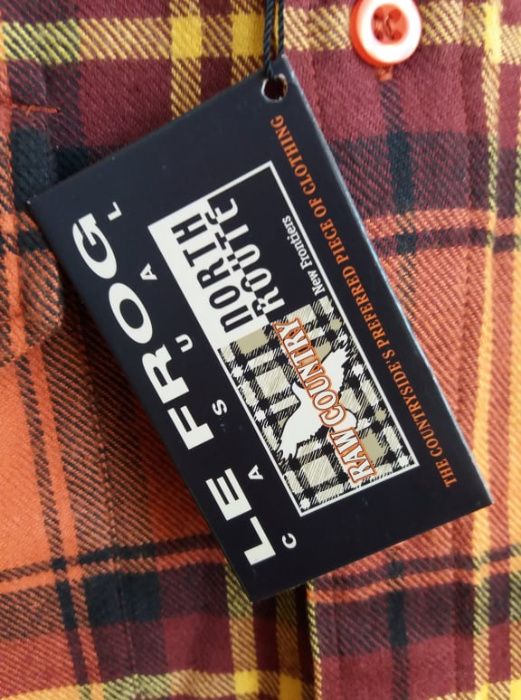 LE FROG
CASUAL
RAW COUNTRY
NORTH
ROUTE
New Frontiers
THE COUNTRYSIDE'S PREFERRED PIECE OF CLOTHING